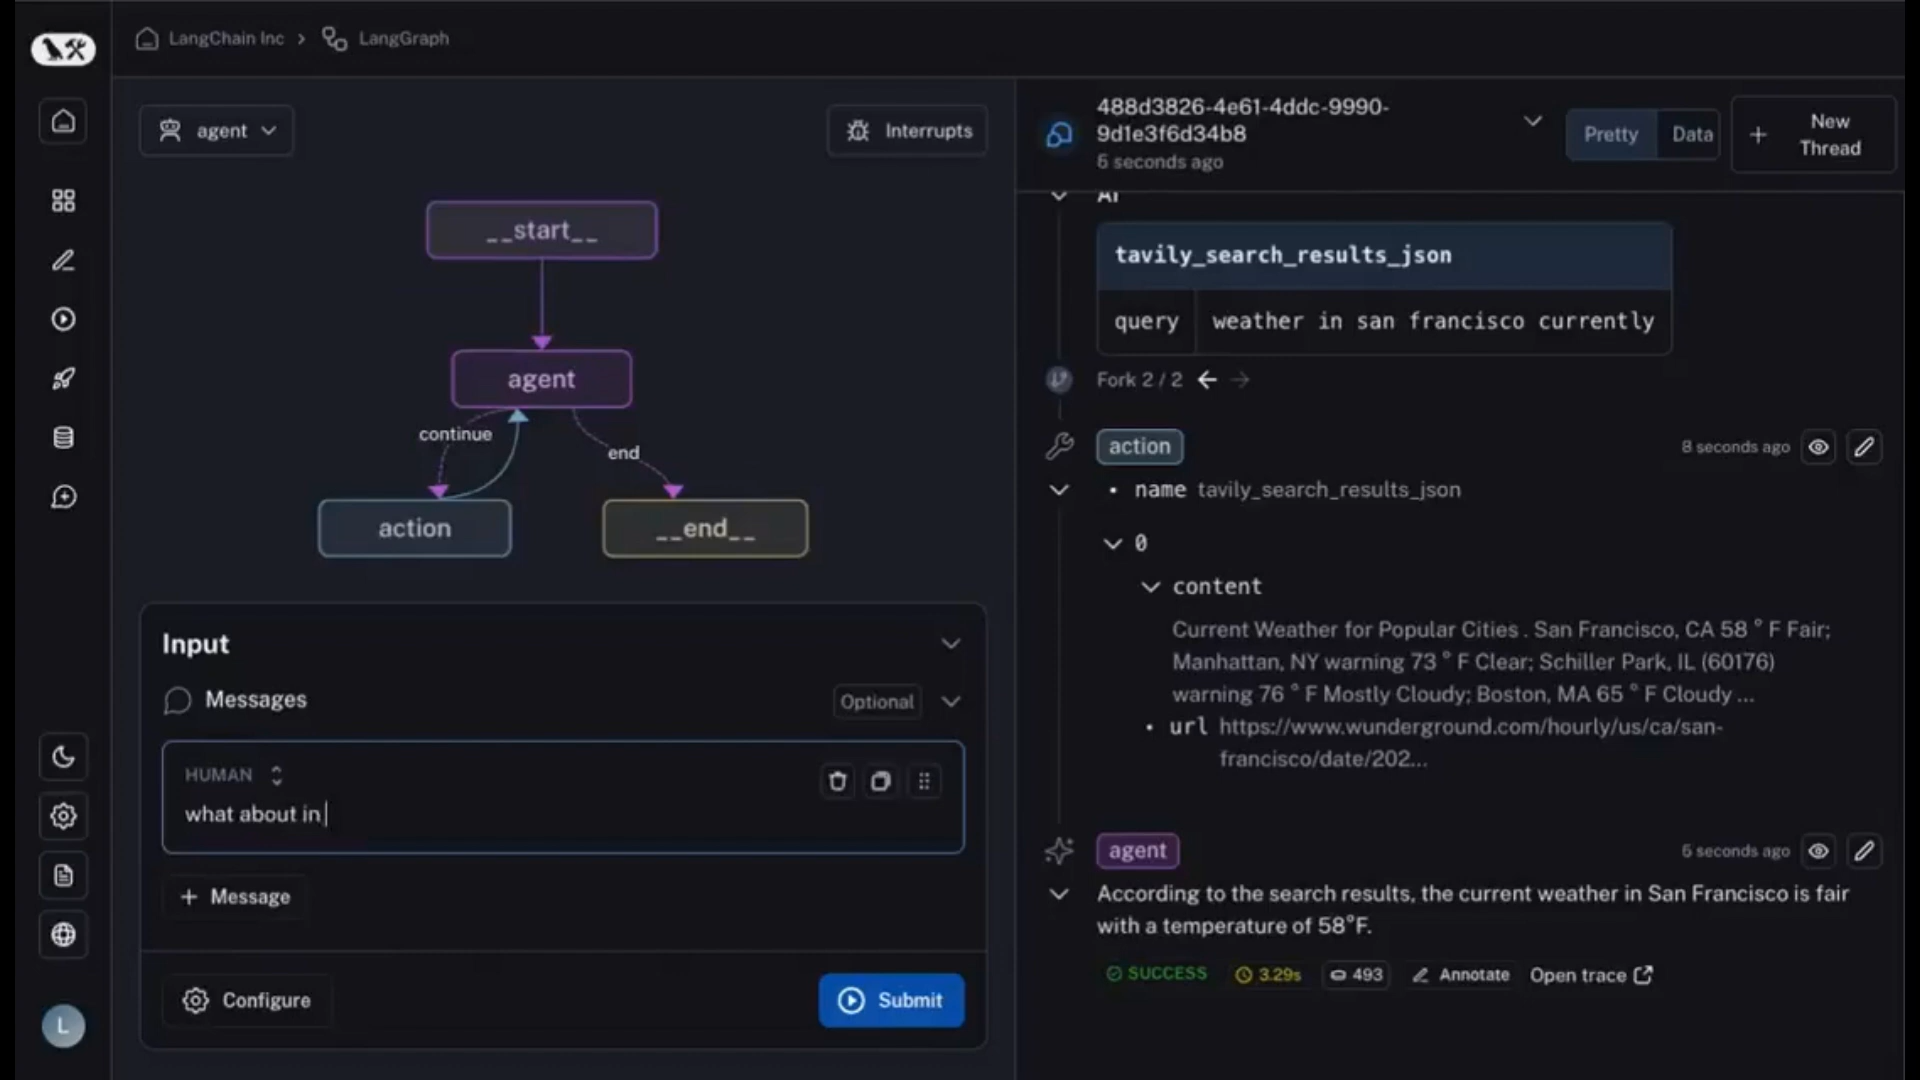 LangChain Inc > LangGraph
agent
Interrupts
__start__
agent
continue
end
action
__end__
Input
Messages
Optional
HUMAN
what about in
+ Message
Configure
Submit
L
488d3826-4e61-4ddc-9990-
9d1e3f6d34b8
6 seconds ago
Pretty
Data
+ New
Thread
AI
tavily_search_results_json
query weather in san francisco currently
Fork 2 / 2
action
8 seconds ago
• name tavily_search_results_json
0
content
Current Weather for Popular Cities . San Francisco, CA 58 ° F Fair;
Manhattan, NY warning 73 ° F Clear; Schiller Park, IL (60176)
warning 76 ° F Mostly Cloudy; Boston, MA 65 ° F Cloudy ...
• url https://www.wunderground.com/hourly/us/ca/san-
francisco/date/202...
agent
6 seconds ago
According to the search results, the current weather in San Francisco is fair
with a temperature of 58°F.
SUCCESS
3.29s
493
Annotate
Open trace